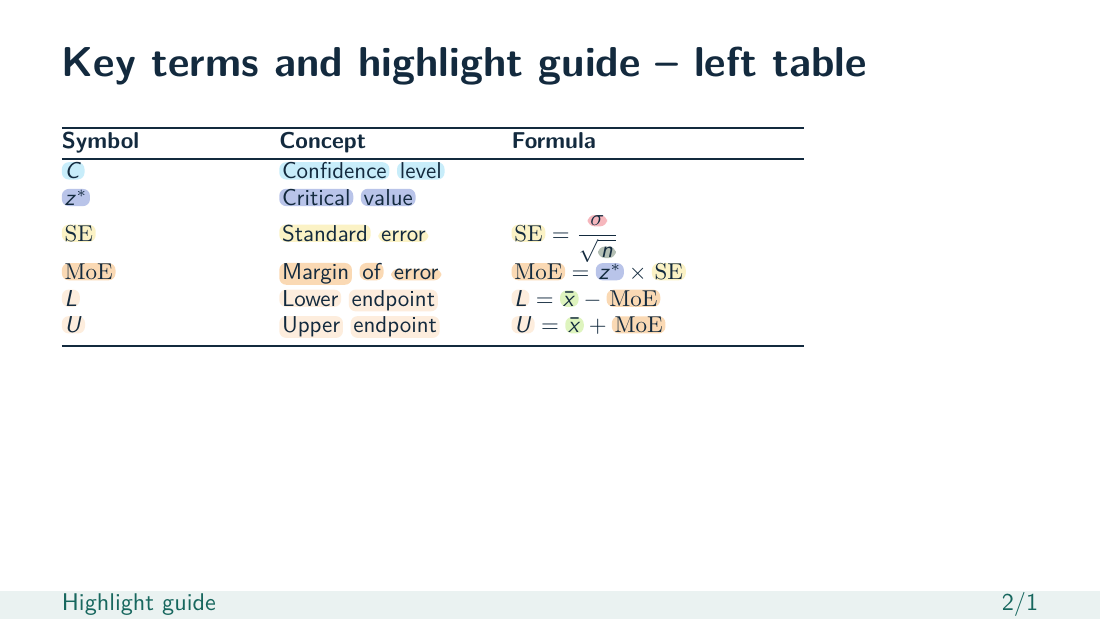 Key terms and highlight guide – left table
Symbol Concept Formula
C Confidence level
z* Critical value
SE Standard error SE = σ/√n
MoE Margin of error MoE = z* × SE
L Lower endpoint L = x̄ − MoE
U Upper endpoint U = x̄ + MoE
Highlight guide 2/1